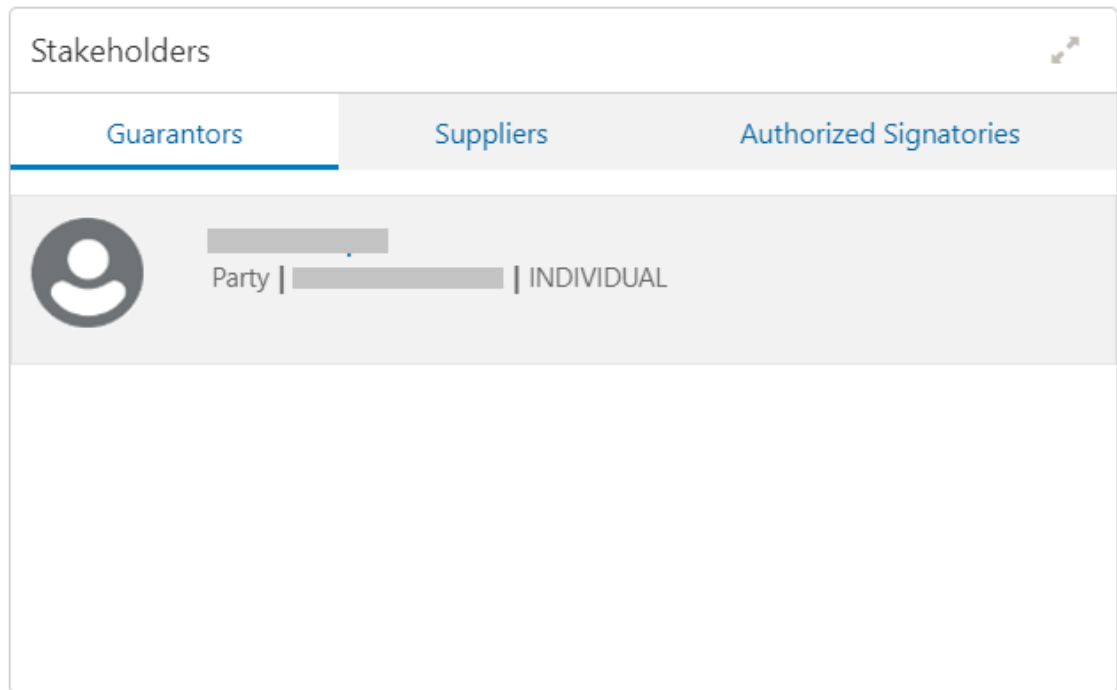 Stakeholders
Guarantors Suppliers Authorized Signatories
Party | | INDIVIDUAL